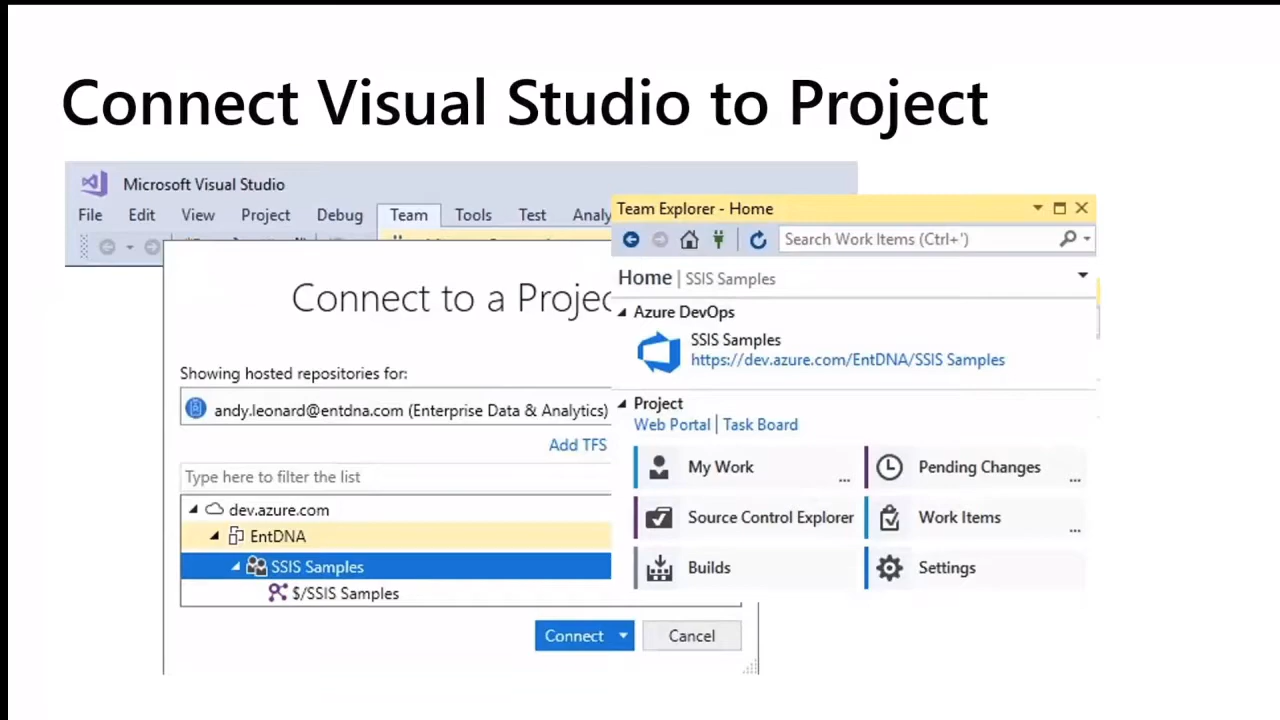 Connect Visual Studio to Project
Microsoft Visual Studio
File Edit View Project Debug Team Tools Test Analy
Connect to a Projec
Showing hosted repositories for:
andy.leonard@entdna.com (Enterprise Data & Analytics)
Add TFS
Type here to filter the list
dev.azure.com
EntDNA
SSIS Samples
$/SSIS Samples
Connect Cancel
Team Explorer - Home
Search Work Items (Ctrl+')
Home | SSIS Samples
Azure DevOps
SSIS Samples
https://dev.azure.com/EntDNA/SSIS Samples
Project
Web Portal | Task Board
My Work ... Pending Changes ...
Source Control Explorer Work Items ...
Builds Settings